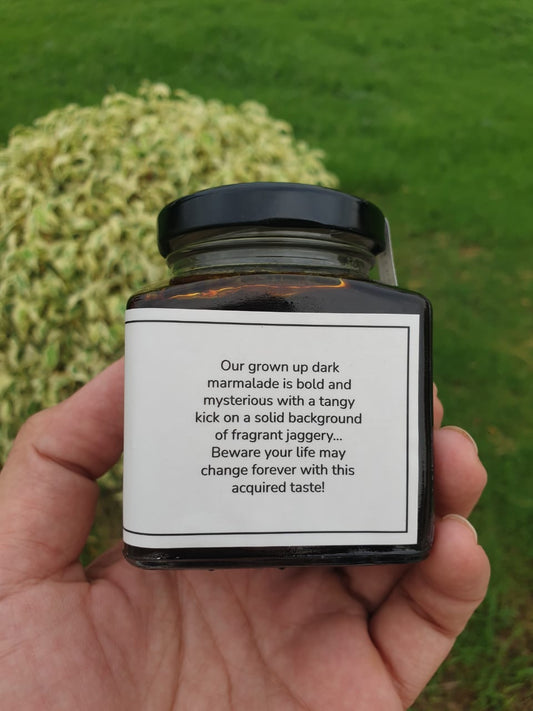 Our grown up dark
marmalade is bold and
mysterious with a tangy
kick on a solid background
of fragrant jaggery...
Beware your life may
change forever with this
acquired taste!